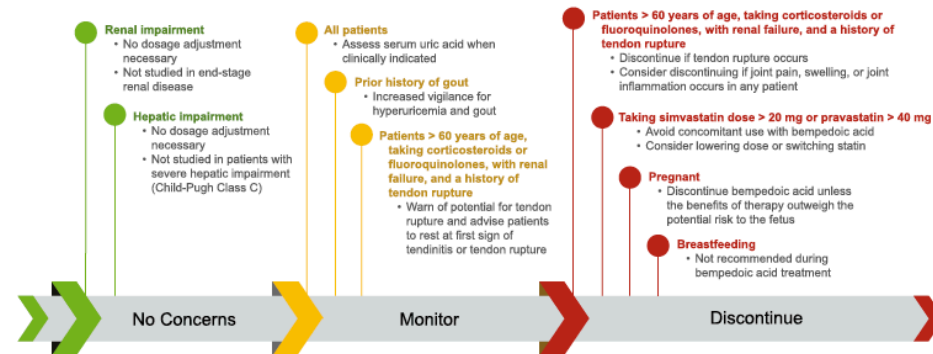 Renal impairment
• No dosage adjustment
necessary
• Not studied in end-stage
renal disease
Hepatic impairment
• No dosage adjustment
necessary
• Not studied in patients with
severe hepatic impairment
(Child-Pugh Class C)
All patients
• Assess serum uric acid when
clinically indicated
Prior history of gout
• Increased vigilance for
hyperuricemia and gout
Patients > 60 years of age,
taking corticosteroids or
fluoroquinolones, with renal
failure, and a history of
tendon rupture
• Warn of potential for tendon
rupture and advise patients
to rest at first sign of
tendinitis or tendon rupture
Patients > 60 years of age, taking corticosteroids or
fluoroquinolones, with renal failure, and a history of
tendon rupture
• Discontinue if tendon rupture occurs
• Consider discontinuing if joint pain, swelling, or joint
inflammation occurs in any patient
Taking simvastatin dose > 20 mg or pravastatin > 40 mg
• Avoid concomitant use with bempedoic acid
• Consider lowering dose or switching statin
Pregnant
• Discontinue bempedoic acid unless
the benefits of therapy outweigh the
potential risk to the fetus
Breastfeeding
• Not recommended during
bempedoic acid treatment
No Concerns
Monitor
Discontinue